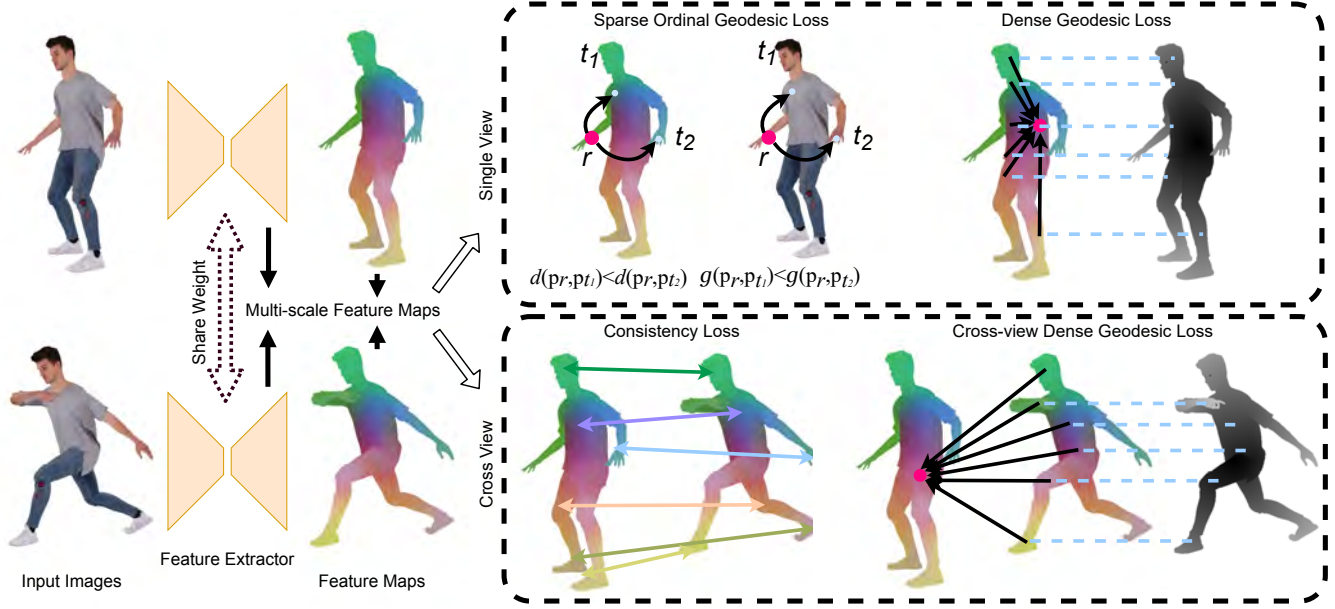 Sparse Ordinal Geodesic Loss
Dense Geodesic Loss
t1
t1
t2
t2
r
r
Single View
d(pr,pt1)<d(pr,pt2)
g(pr,pt1)<g(pr,pt2)
Share Weight
Multi-scale Feature Maps
Consistency Loss
Cross-view Dense Geodesic Loss
Cross View
Feature Extractor
Input Images
Feature Maps